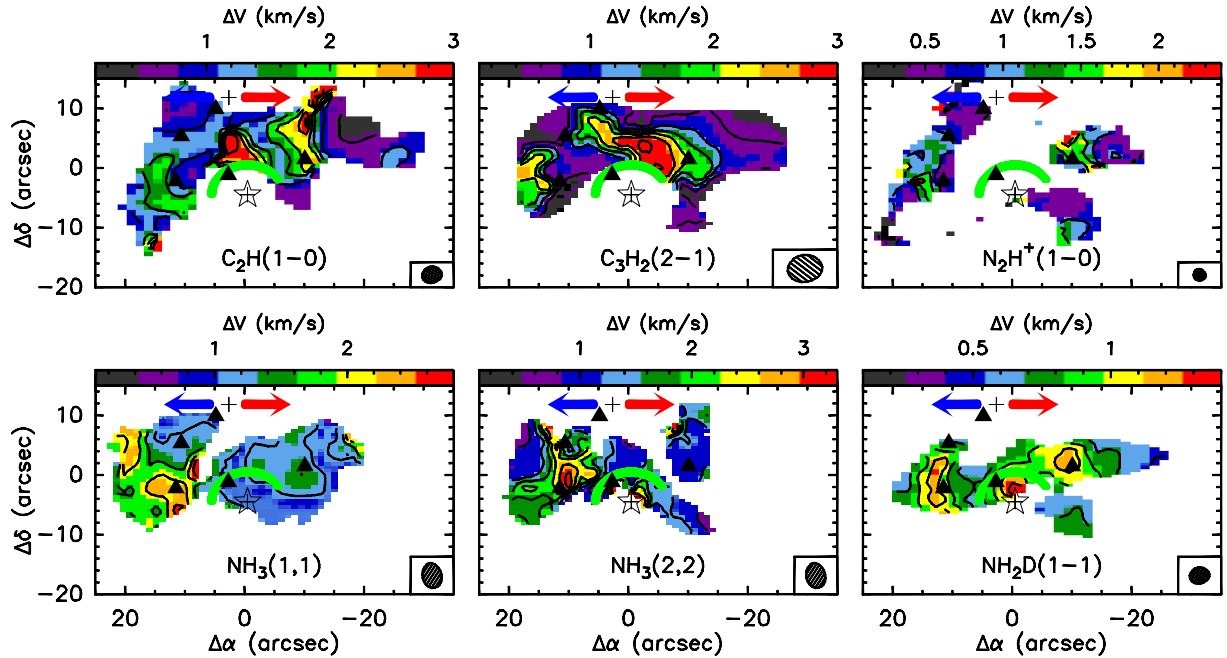 ΔV (km/s) ΔV (km/s) ΔV (km/s)
1 2 3 1 2 3 0.5 1 1.5 2
Δδ (arcsec)
10
0
−10
−20
C₂H(1−0) C₃H₂(2−1) N₂H⁺(1−0)
ΔV (km/s) ΔV (km/s) ΔV (km/s)
1 2 1 2 3 0.5 1
Δδ (arcsec)
10
0
−10
−20
NH₃(1,1) NH₃(2,2) NH₂D(1−1)
20 0 −20 20 0 −20 20 0 −20
Δα (arcsec) Δα (arcsec) Δα (arcsec)